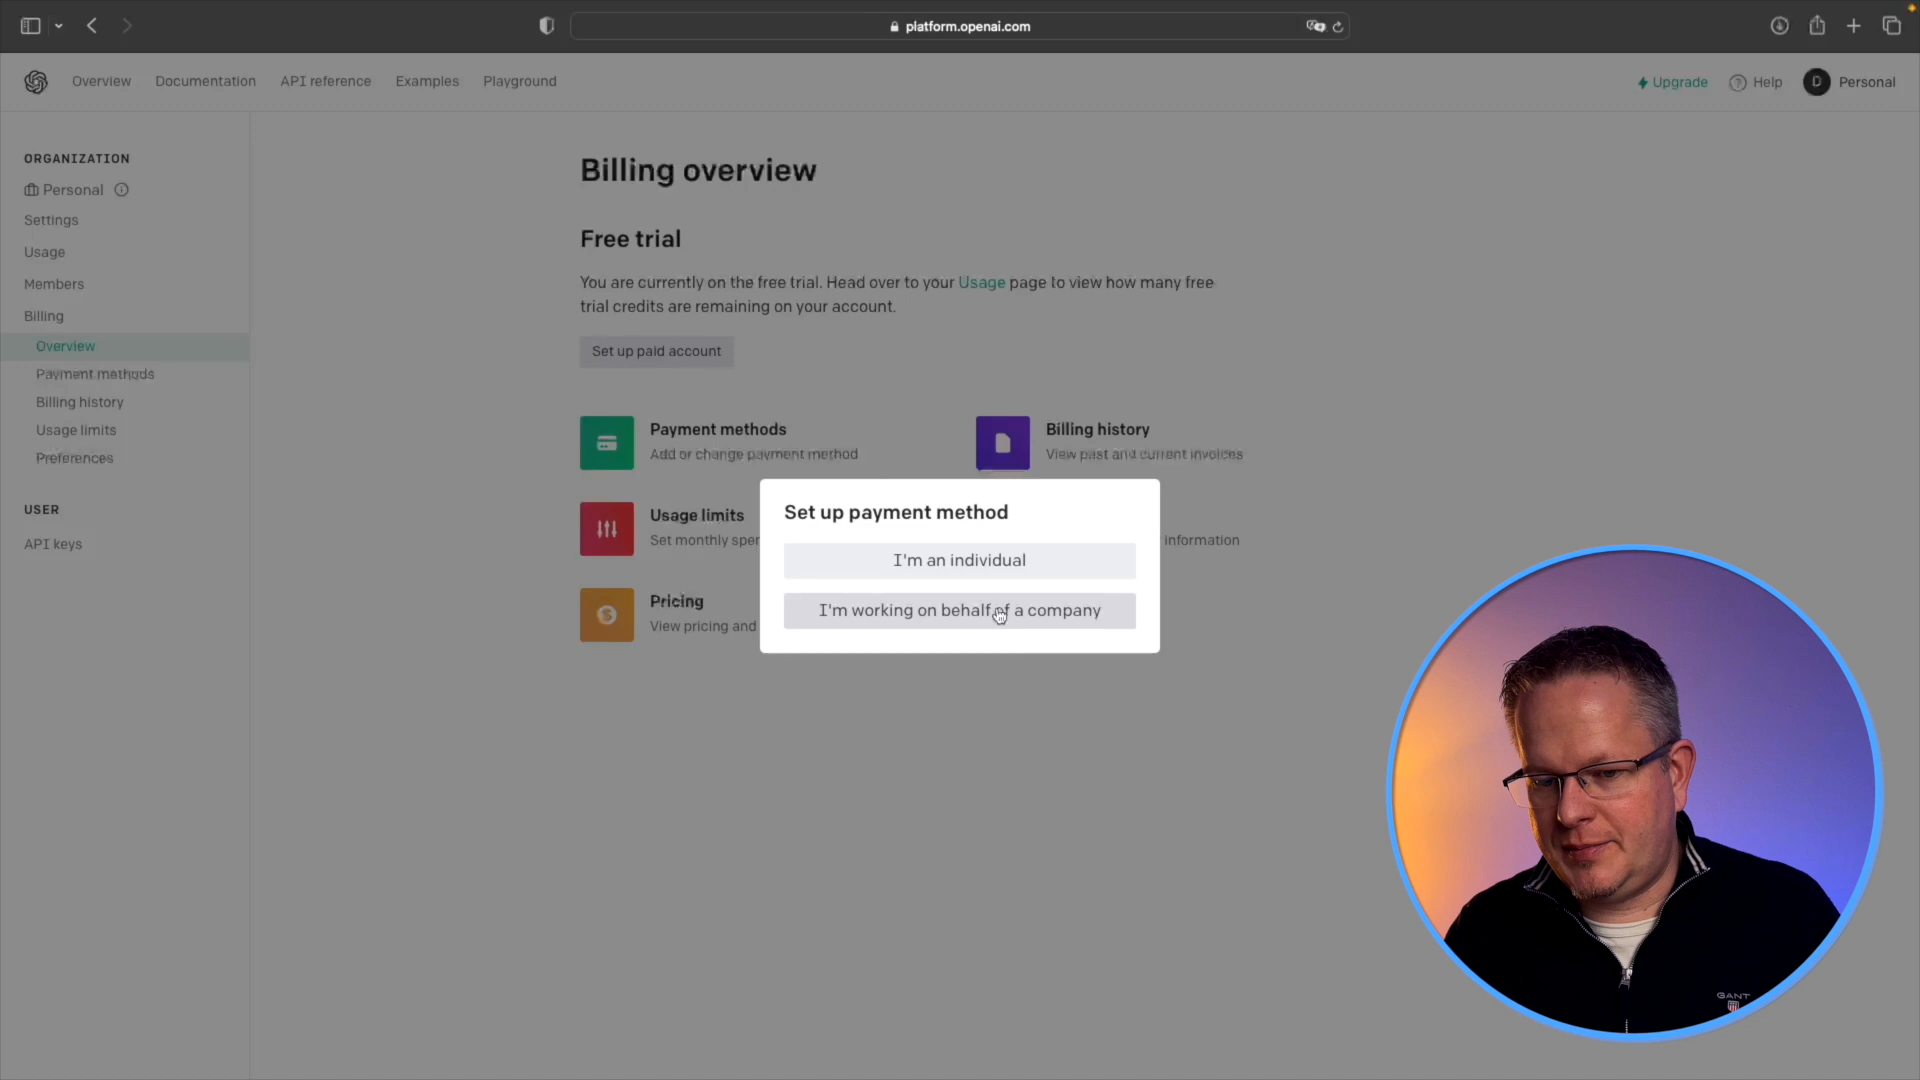 platform.openai.com
Overview
Documentation
API reference
Examples
Playground
Upgrade
Help
D
Personal
ORGANIZATION
Personal
Settings
Usage
Members
Billing
Overview
Payment methods
Billing history
Usage limits
Preferences
USER
API keys
Billing overview
Free trial
You are currently on the free trial. Head over to your Usage page to view how many free
trial credits are remaining on your account.
Set up paid account
Payment methods
Add or change payment method
Billing history
View past and current invoices
Usage limits
Set monthly spen
information
Pricing
View pricing and
Set up payment method
I'm an individual
I'm working on behalf of a company
GANT